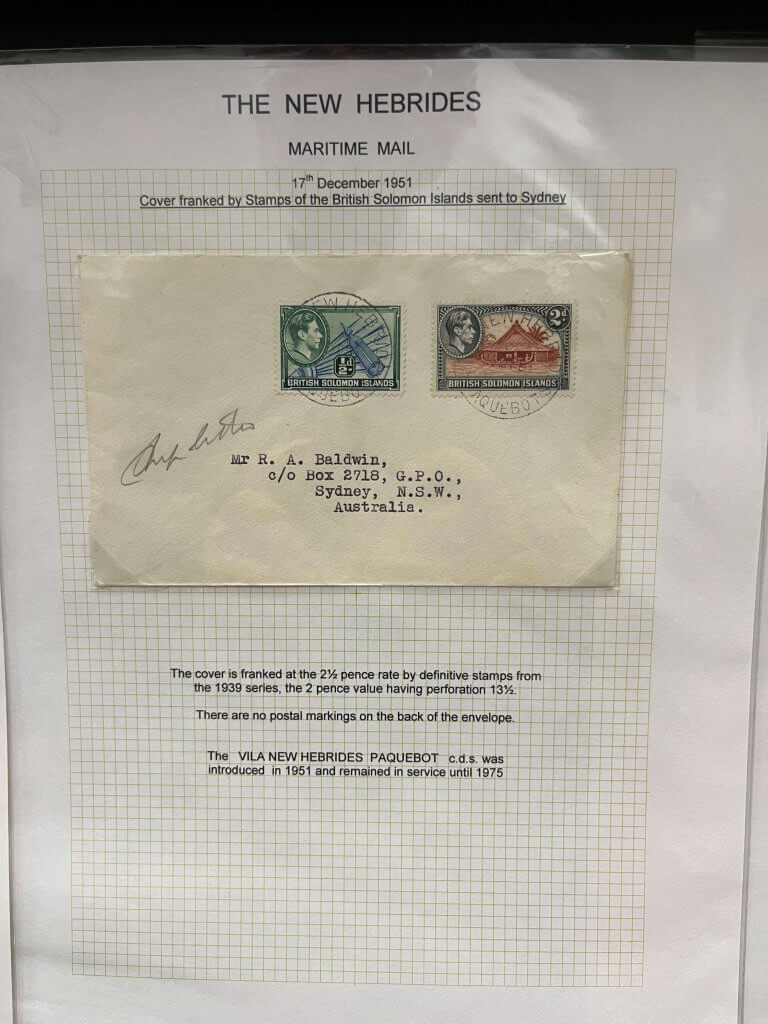 THE NEW HEBRIDES
MARITIME MAIL
17th December 1951
Cover franked by Stamps of the British Solomon Islands sent to Sydney
½d
BRITISH SOLOMON ISLANDS
2d
BRITISH SOLOMON ISLANDS
PAQUEBOT
Mr R. A. Baldwin,
c/o Box 2718, G.P.O.,
Sydney, N.S.W.,
Australia.
The cover is franked at the 2½ pence rate by definitive stamps from
the 1939 series, the 2 pence value having perforation 13½.
There are no postal markings on the back of the envelope.
The VILA NEW HEBRIDES PAQUEBOT c.d.s. was
introduced in 1951 and remained in service until 1975